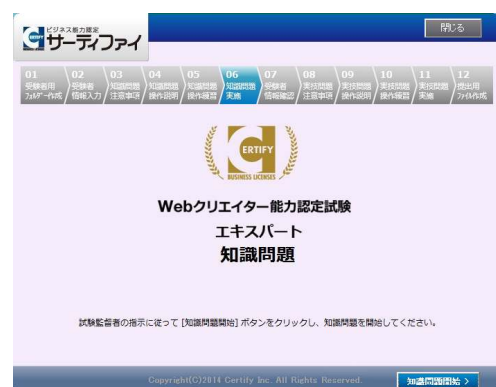 ビジネス能力認定
サーティファイ
閉じる
01
受験者用
フォルダー作成
02
受験者
情報入力
03
知識問題
注意事項
04
知識問題
操作説明
05
知識問題
操作練習
06
知識問題
実施
07
受験者
情報確認
08
実技問題
注意事項
09
実技問題
操作説明
10
実技問題
操作練習
11
実技問題
実施
12
提出用
ファイル作成
CERTIFY
BUSINESS LICENSES
Webクリエイター能力認定試験
エキスパート
知識問題
試験監督者の指示に従って [知識問題開始] ボタンをクリックし、知識問題を開始してください。
Copyright(C)2014 Certify Inc. All Rights Reserved.
知識問題開始 >